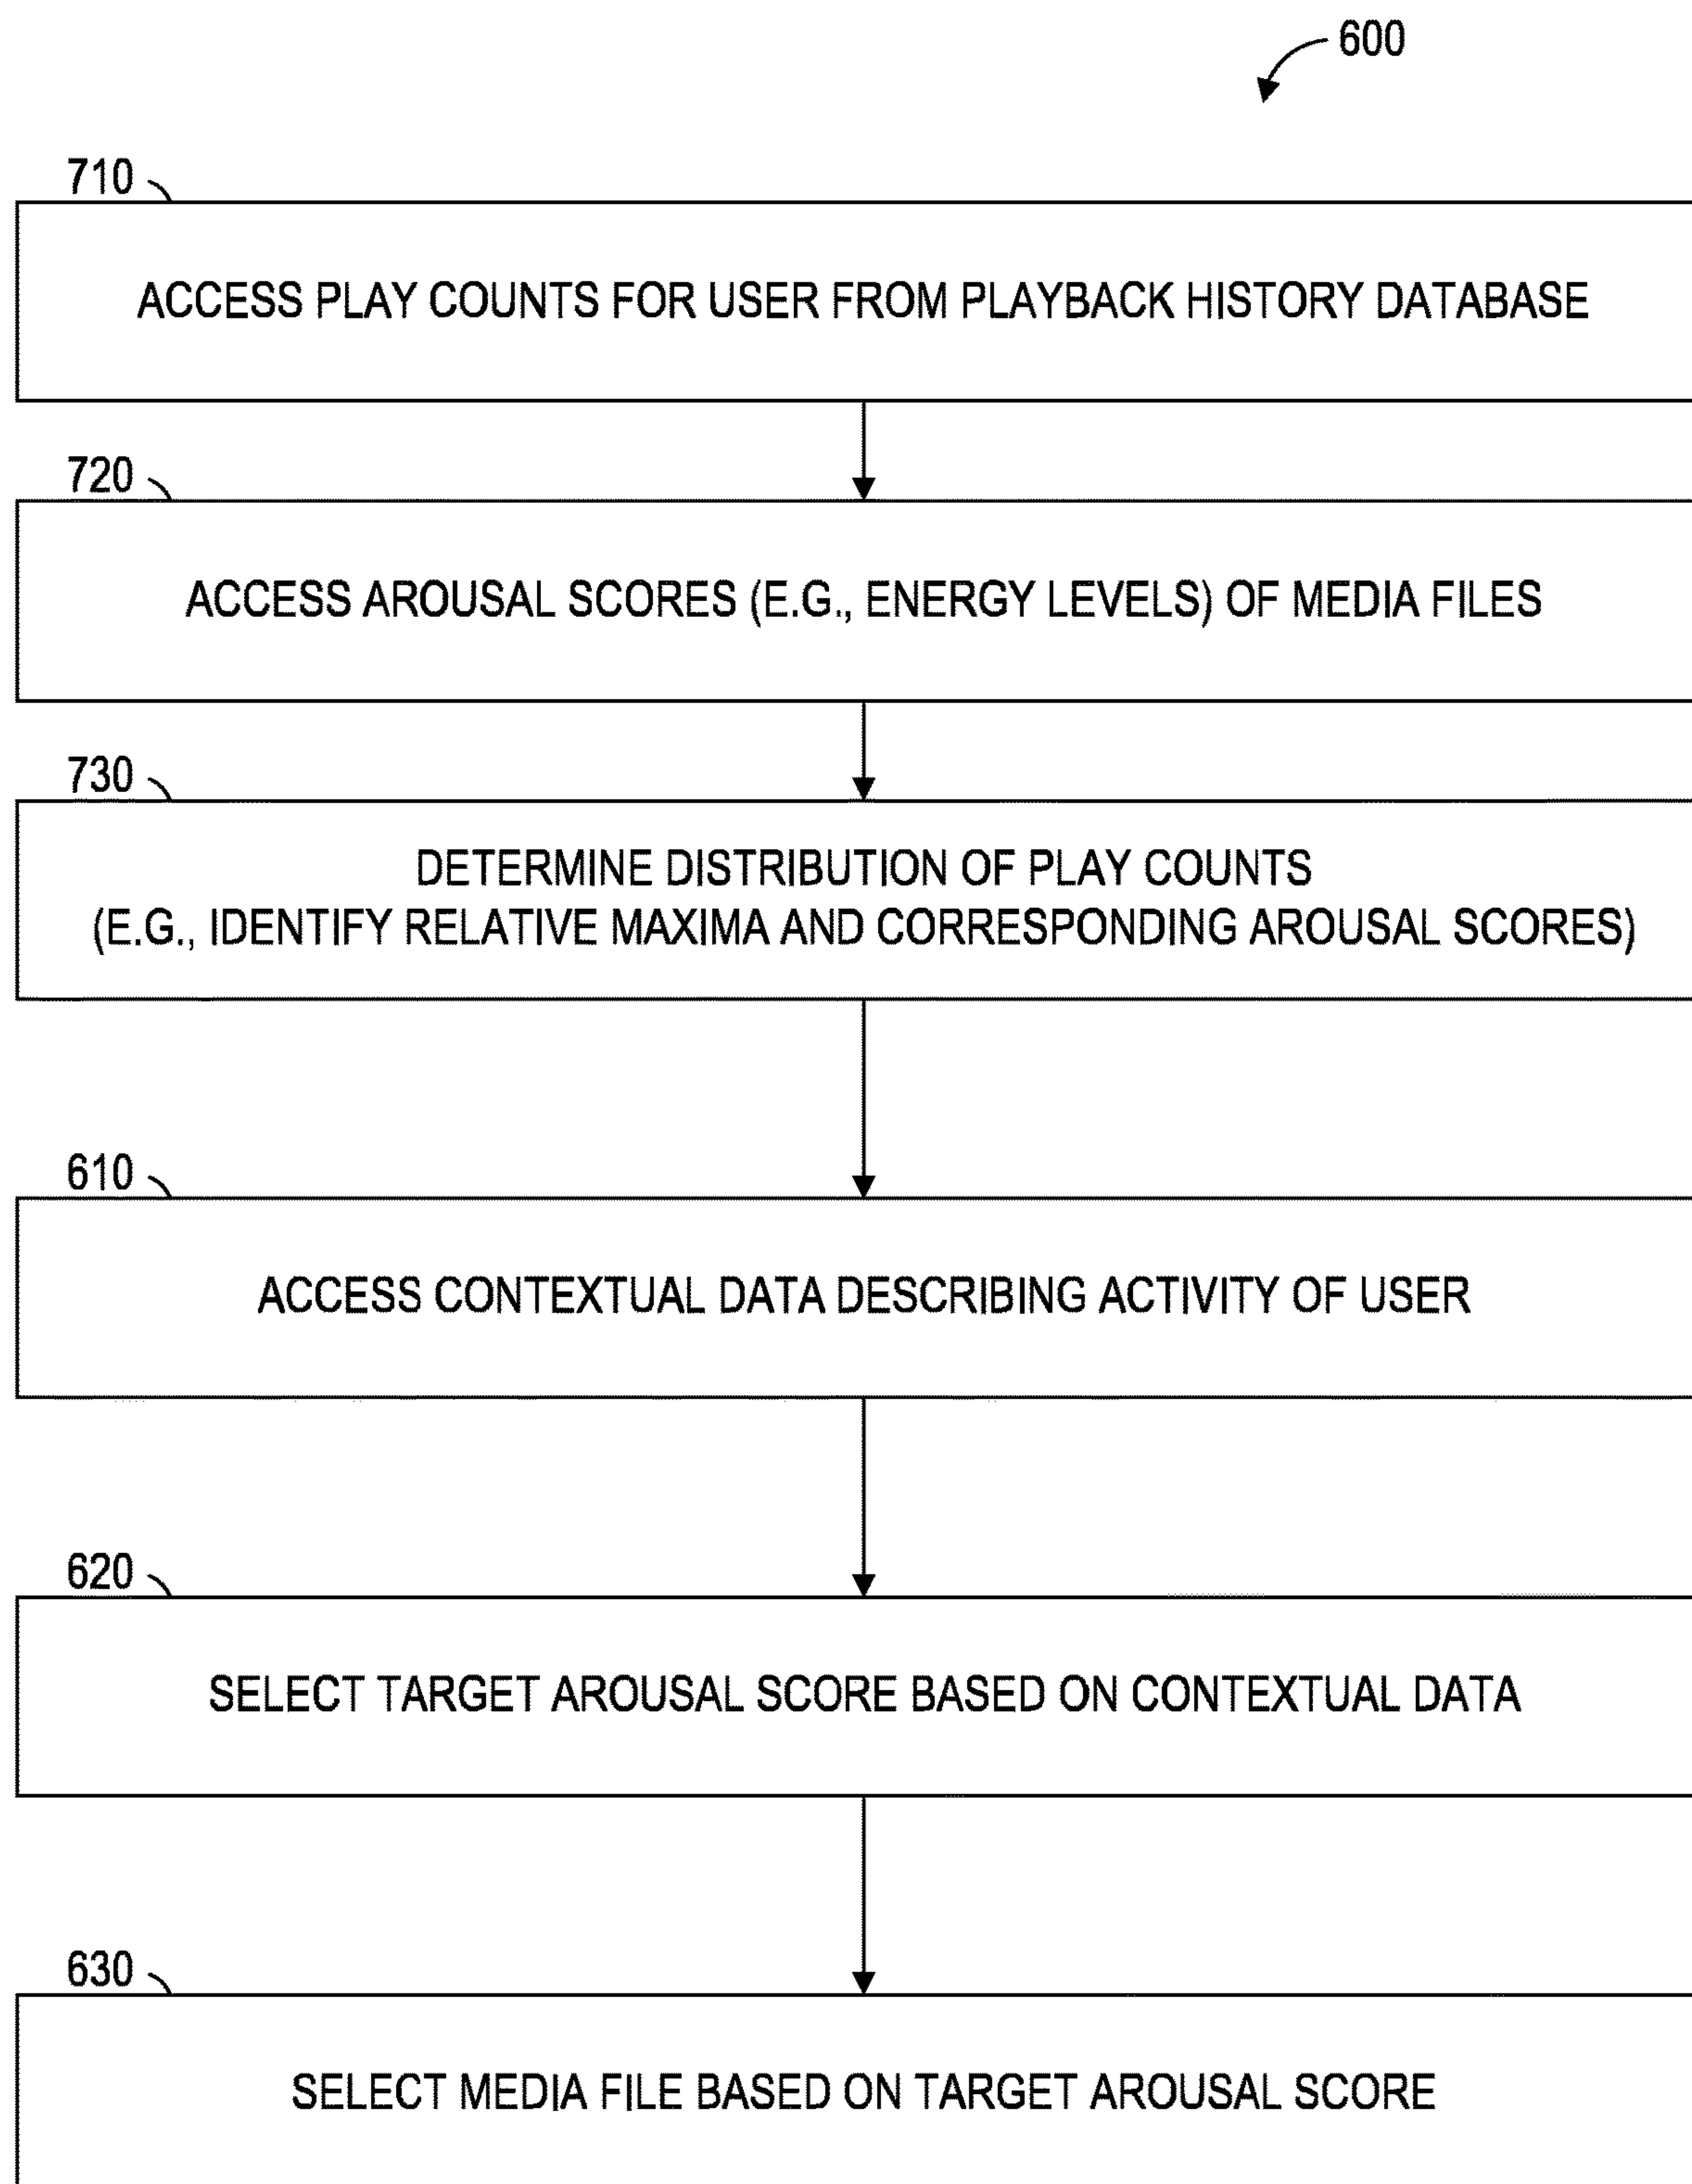 600
710
ACCESS PLAY COUNTS FOR USER FROM PLAYBACK HISTORY DATABASE
720
ACCESS AROUSAL SCORES (E.G., ENERGY LEVELS) OF MEDIA FILES
730
DETERMINE DISTRIBUTION OF PLAY COUNTS
(E.G., IDENTIFY RELATIVE MAXIMA AND CORRESPONDING AROUSAL SCORES)
610
ACCESS CONTEXTUAL DATA DESCRIBING ACTIVITY OF USER
620
SELECT TARGET AROUSAL SCORE BASED ON CONTEXTUAL DATA
630
SELECT MEDIA FILE BASED ON TARGET AROUSAL SCORE